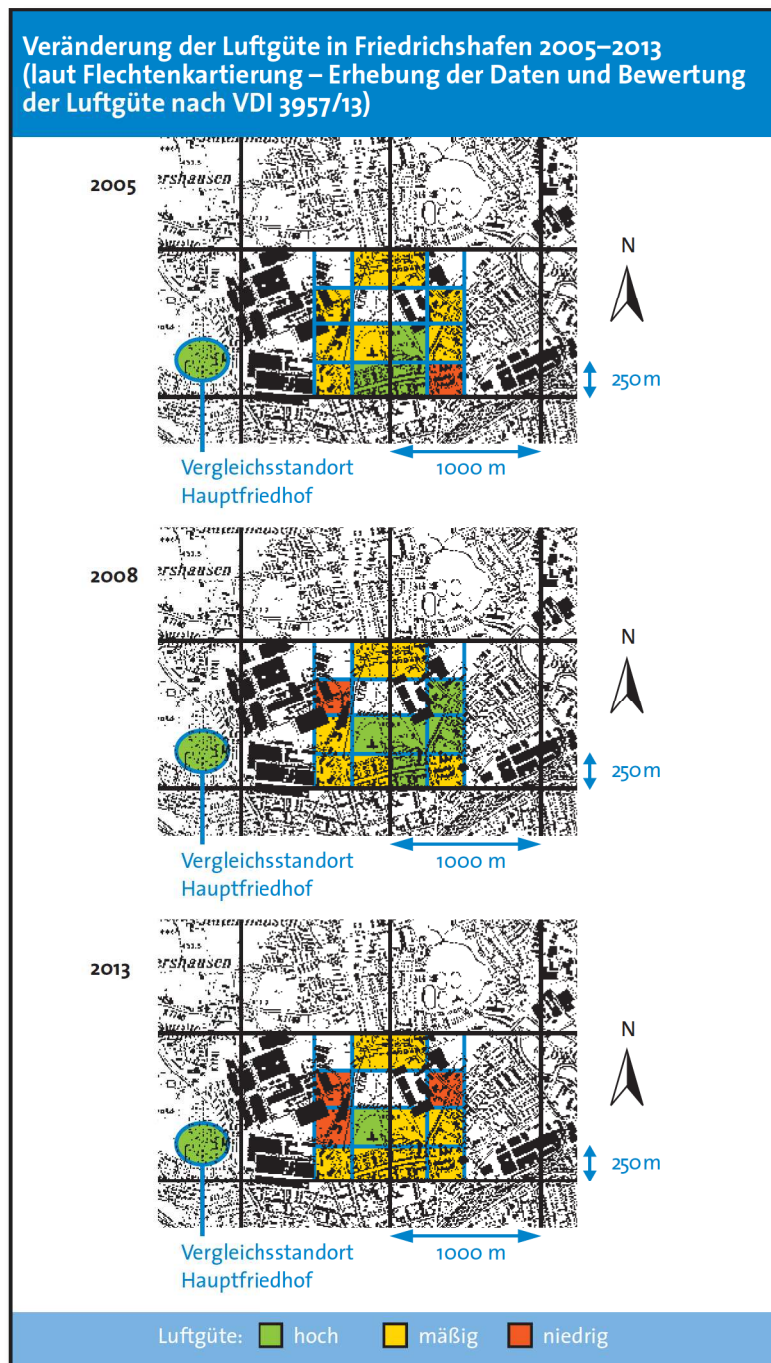 Veränderung der Luftgüte in Friedrichshafen 2005–2013
(laut Flechtenkartierung – Erhebung der Daten und Bewertung
der Luftgüte nach VDI 3957/13)
2005
ershausen
N
250 m
1000 m
Vergleichsstandort
Hauptfriedhof
2008
ershausen
N
250 m
1000 m
Vergleichsstandort
Hauptfriedhof
2013
ershausen
N
250 m
1000 m
Vergleichsstandort
Hauptfriedhof
Luftgüte: hoch mäßig niedrig